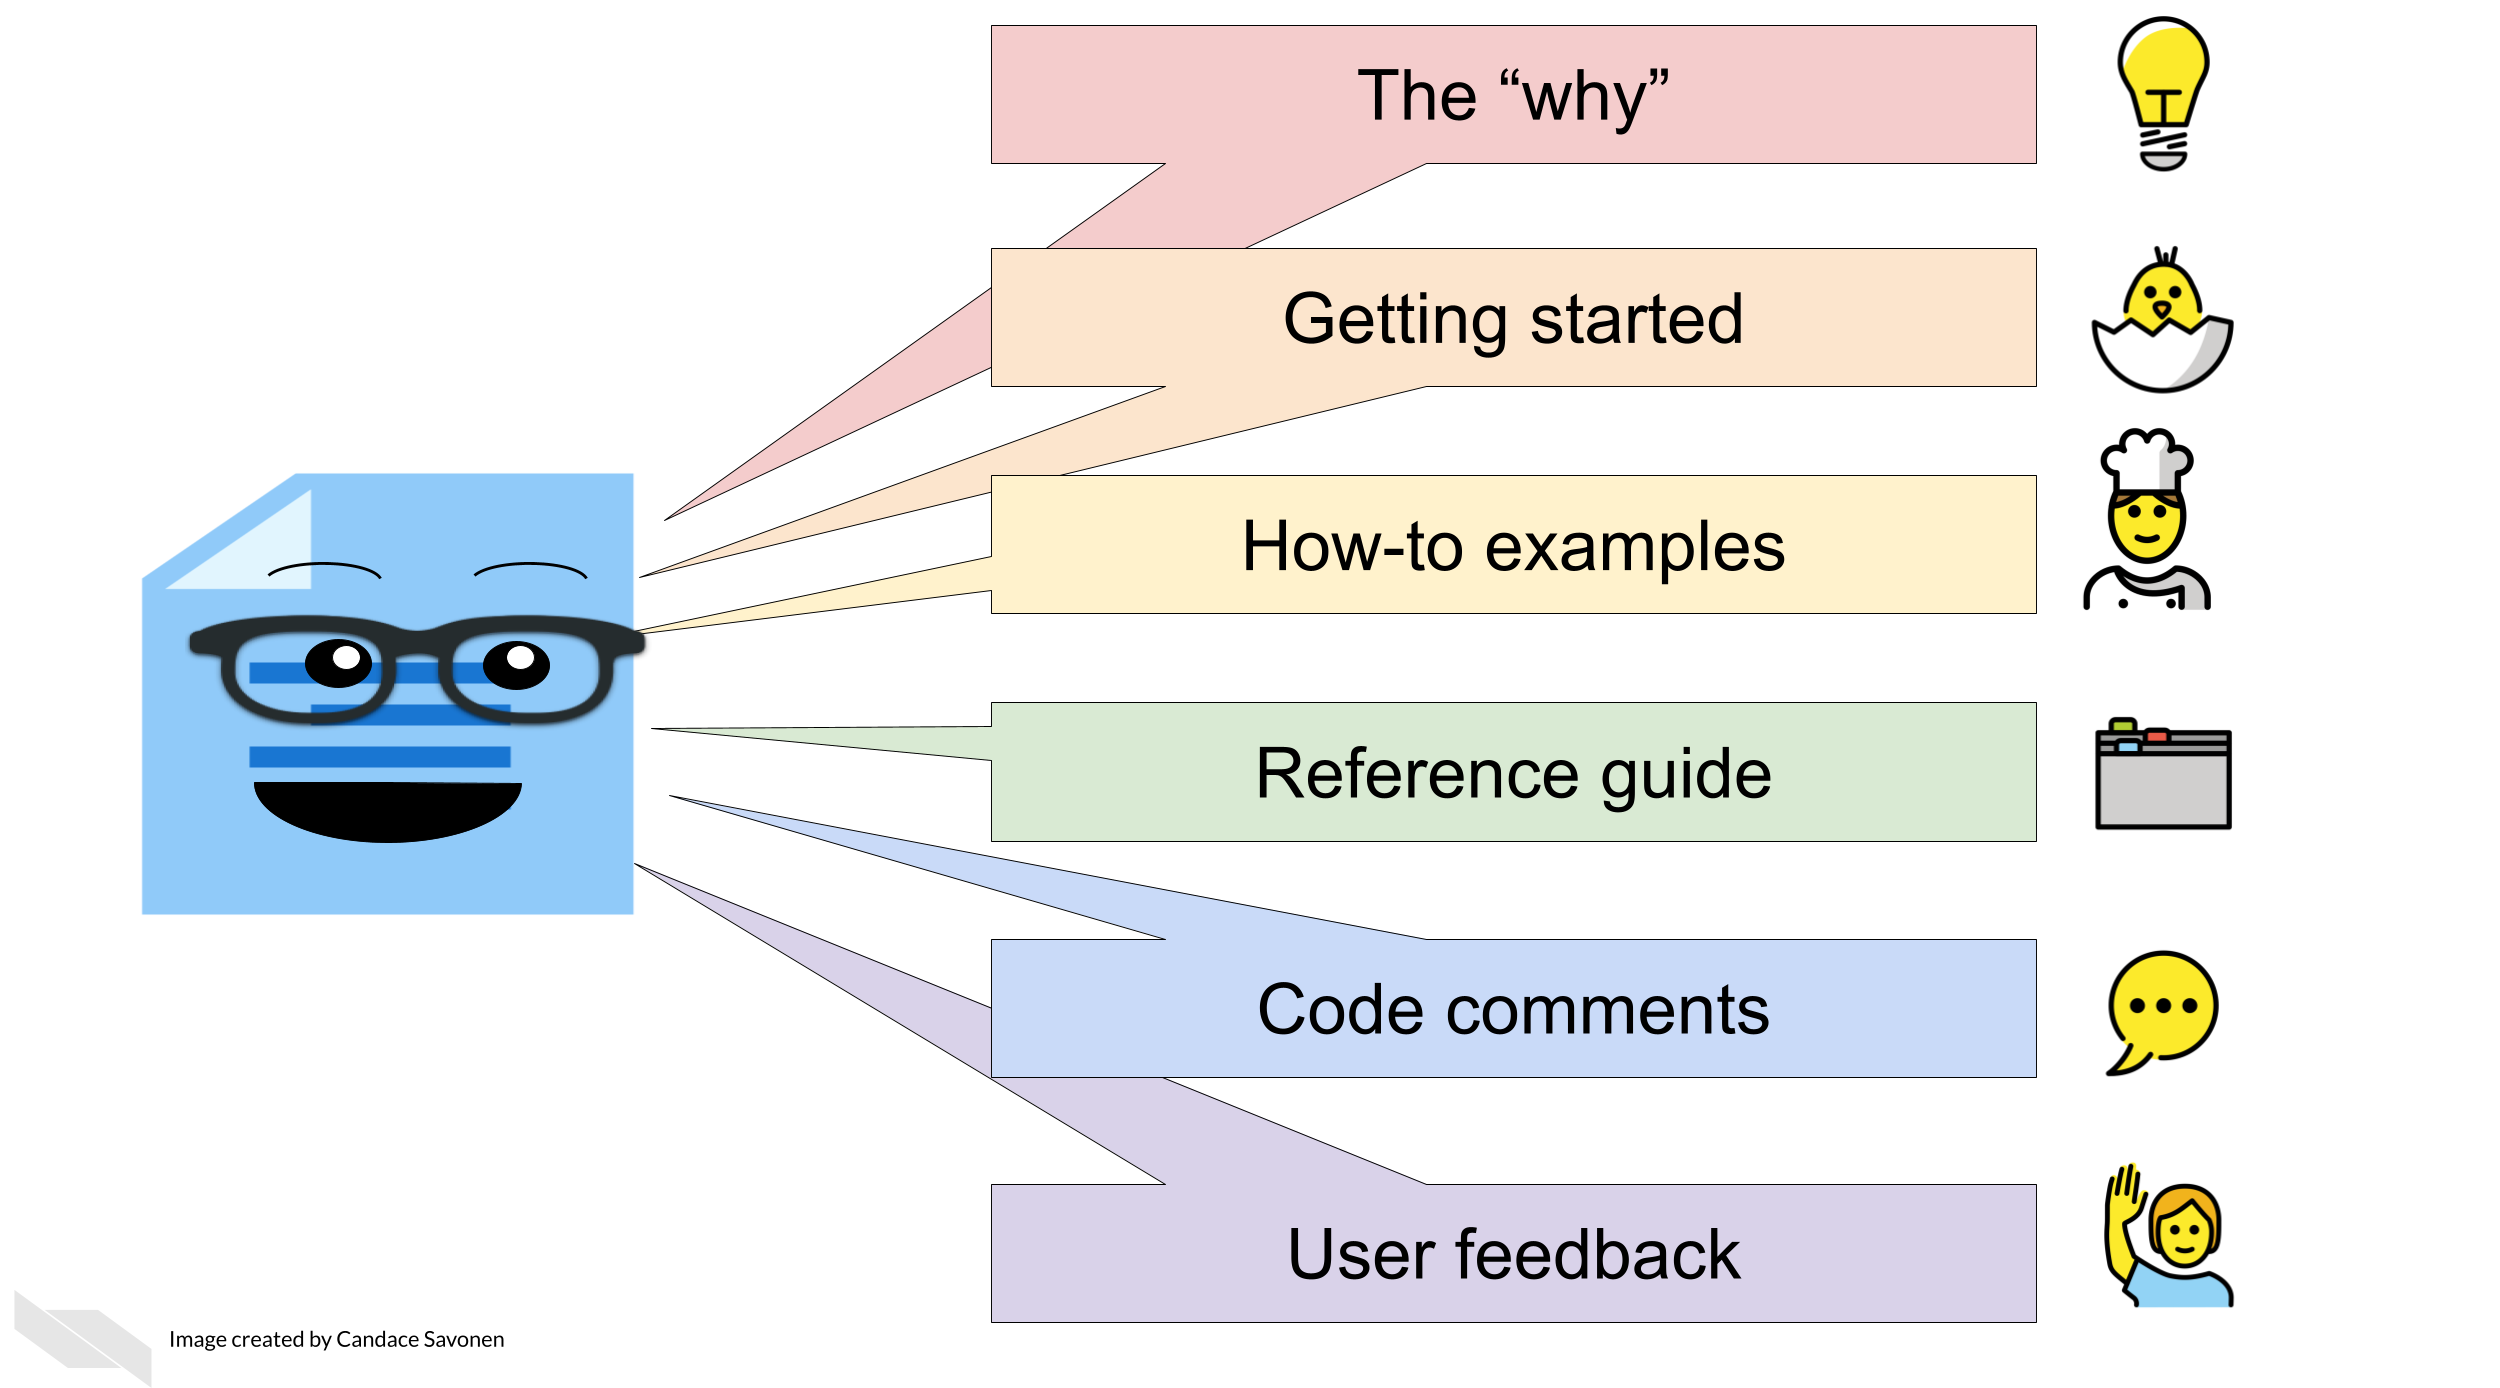 The “why”
Getting started
How-to examples
Reference guide
Code comments
User feedback
Image created by Candace Savonen